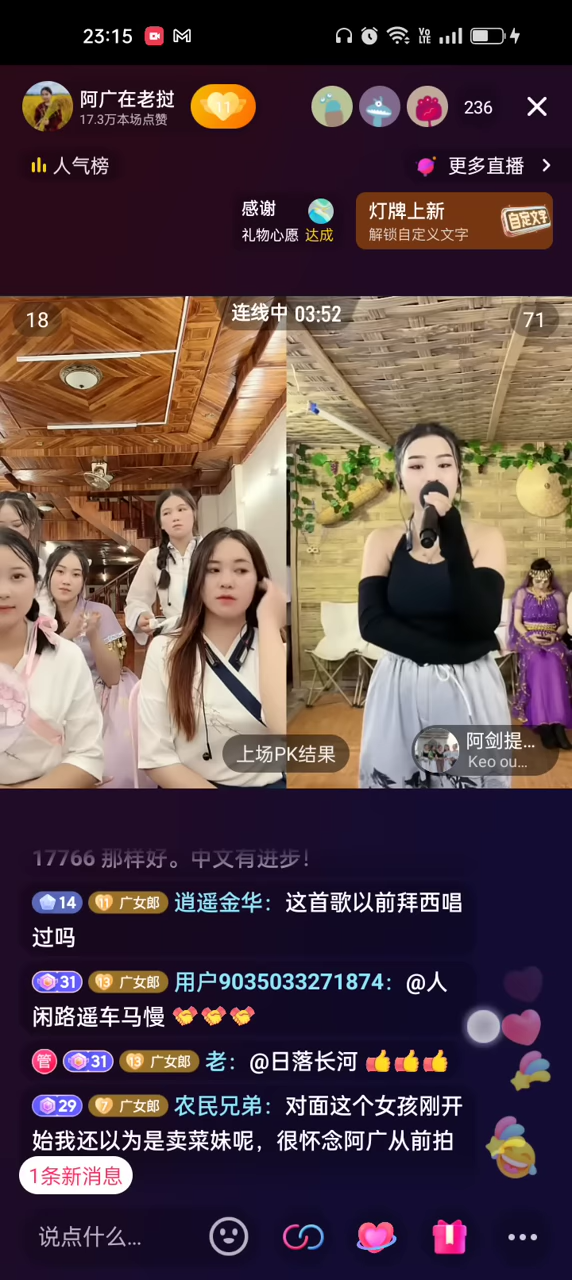 23:15
Vo LTE
阿广在老挝
17.3万本场点赞
11
236
人气榜
更多直播
感谢
礼物心愿 达成
灯牌上新
解锁自定义文字
自定文字
18
连线中 03:52
71
上场PK结果
阿剑提...
Keo ou...
17766 那样好。中文有进步！
14 11 广女郎 逍遥金华：这首歌以前拜西唱
过吗
31 13 广女郎 用户9035033271874：@人
闲路遥车马慢
管 31 13 广女郎 老：@日落长河
29 7 广女郎 农民兄弟：对面这个女孩刚开
始我还以为是卖菜妹呢，很怀念阿广从前拍
1条新消息
说点什么...